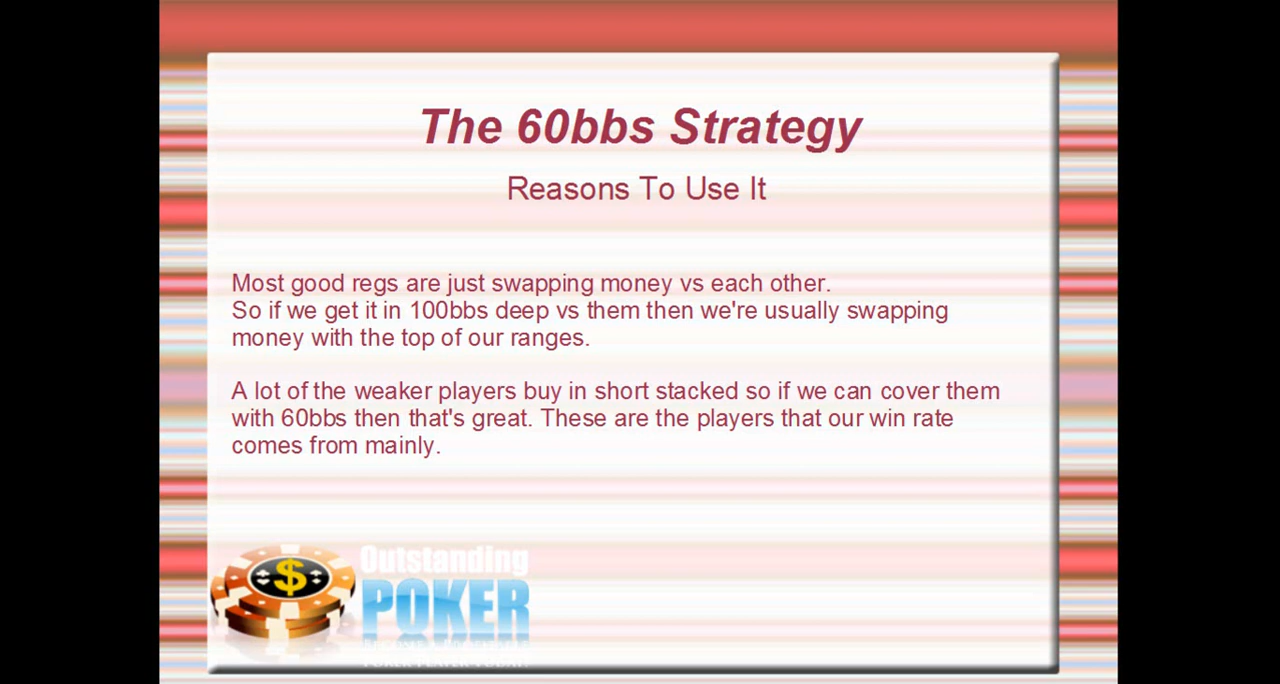 The 60bbs Strategy
Reasons To Use It
Most good regs are just swapping money vs each other.
So if we get it in 100bbs deep vs them then we're usually swapping
money with the top of our ranges.
A lot of the weaker players buy in short stacked so if we can cover them
with 60bbs then that's great. These are the players that our win rate
comes from mainly.
$
Outstanding
POKER